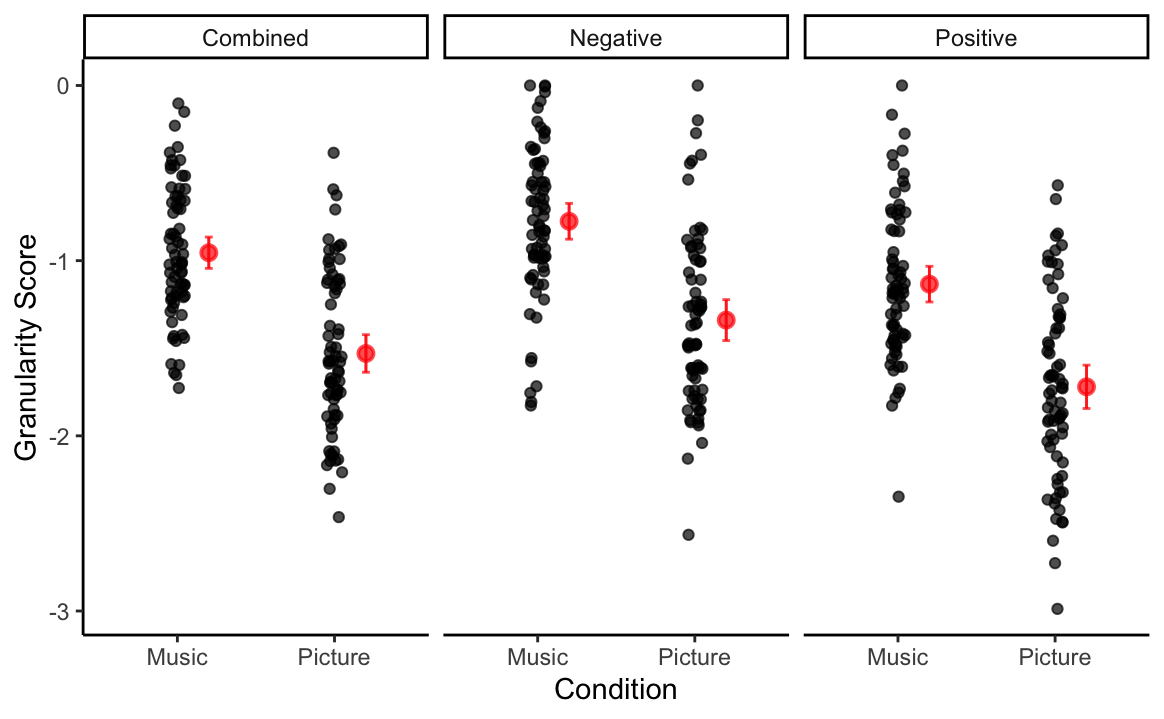 Combined Negative Positive
0
-1
-2
-3
Granularity Score
Music Picture Music Picture Music Picture
Condition